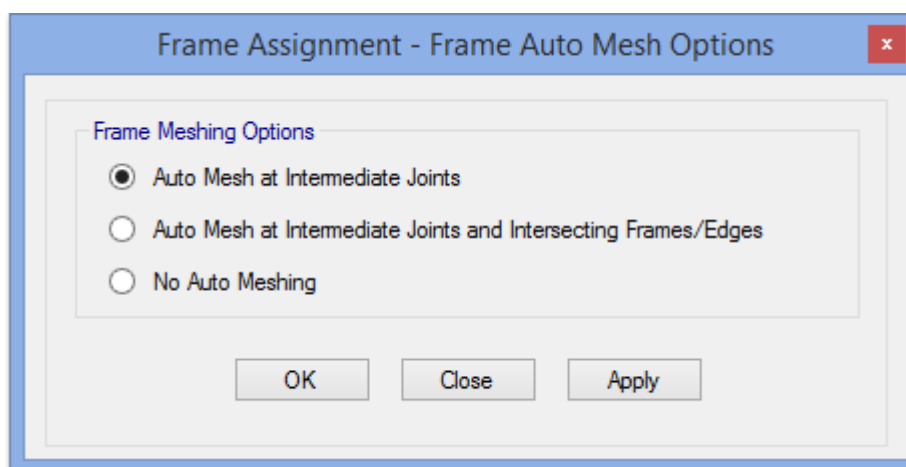 Frame Assignment - Frame Auto Mesh Options
x
Frame Meshing Options
Auto Mesh at Intermediate Joints
Auto Mesh at Intermediate Joints and Intersecting Frames/Edges
No Auto Meshing
OK Close Apply